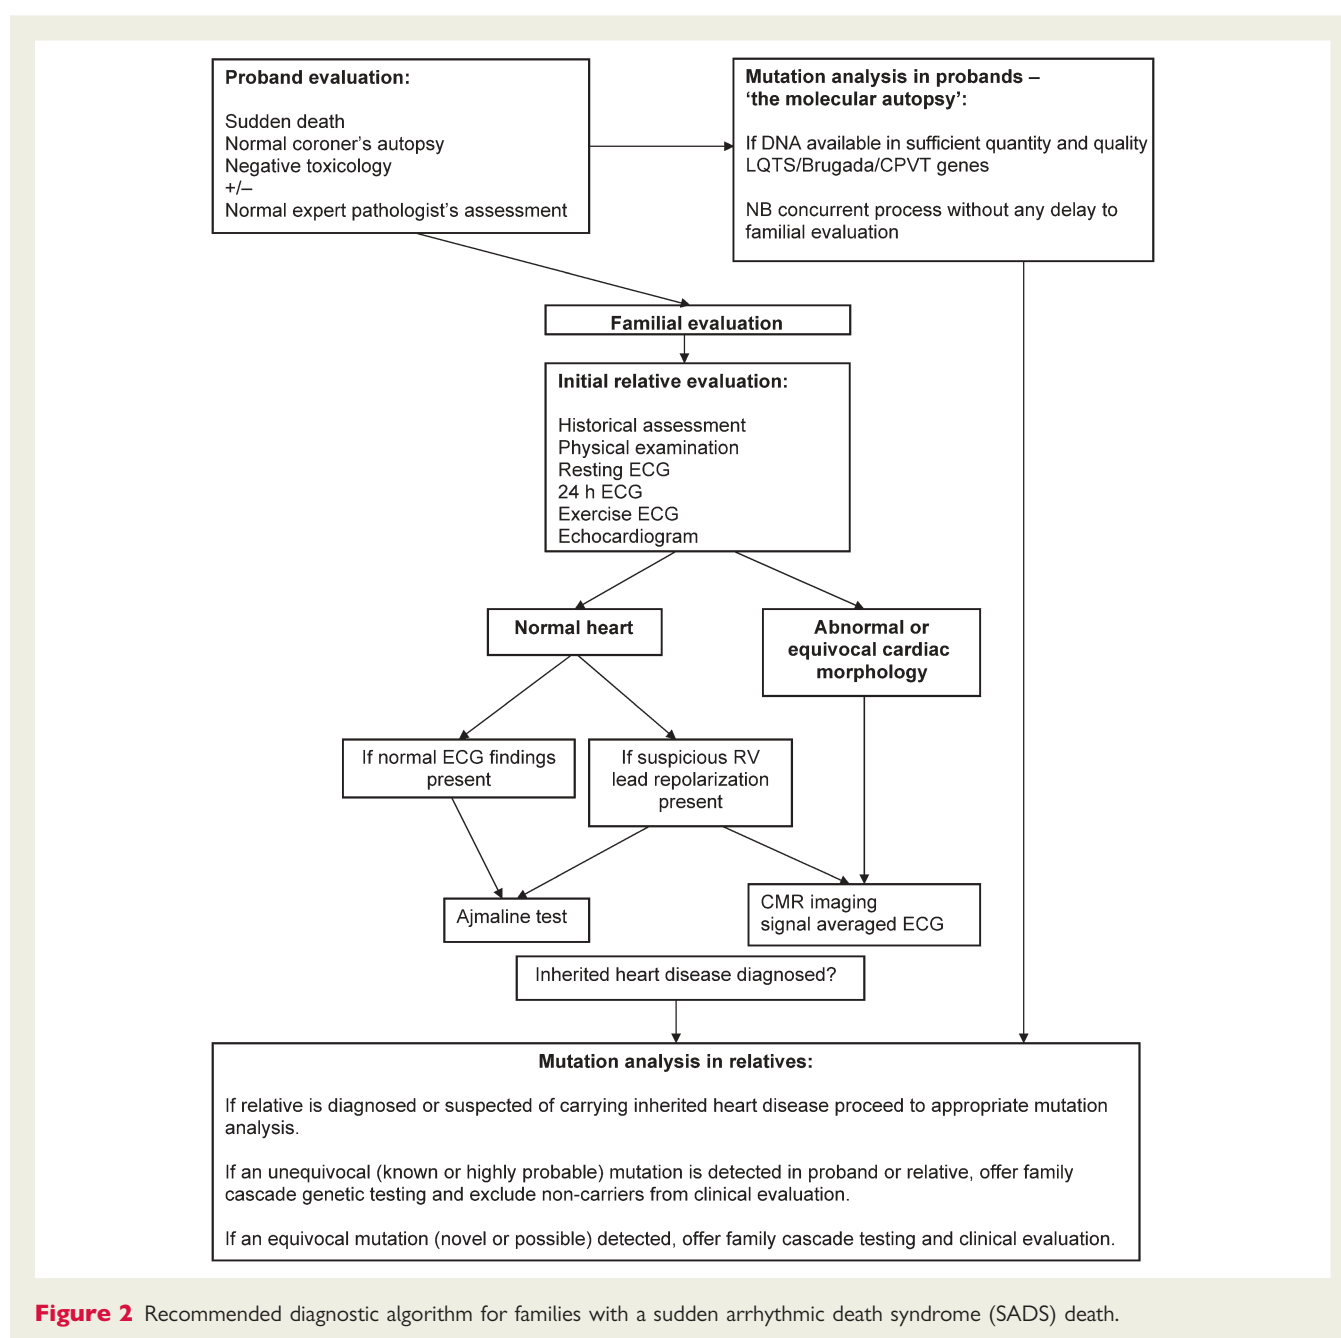 Proband evaluation:
Sudden death
Normal coroner's autopsy
Negative toxicology
+/–
Normal expert pathologist's assessment
Mutation analysis in probands –
‘the molecular autopsy’:
If DNA available in sufficient quantity and quality
LQTS/Brugada/CPVT genes
NB concurrent process without any delay to
familial evaluation
Familial evaluation
Initial relative evaluation:
Historical assessment
Physical examination
Resting ECG
24 h ECG
Exercise ECG
Echocardiogram
Normal heart
Abnormal or
equivocal cardiac
morphology
If normal ECG findings
present
If suspicious RV
lead repolarization
present
Ajmaline test
CMR imaging
signal averaged ECG
Inherited heart disease diagnosed?
Mutation analysis in relatives:
If relative is diagnosed or suspected of carrying inherited heart disease proceed to appropriate mutation
analysis.
If an unequivocal (known or highly probable) mutation is detected in proband or relative, offer family
cascade genetic testing and exclude non-carriers from clinical evaluation.
If an equivocal mutation (novel or possible) detected, offer family cascade testing and clinical evaluation.
Figure 2 Recommended diagnostic algorithm for families with a sudden arrhythmic death syndrome (SADS) death.